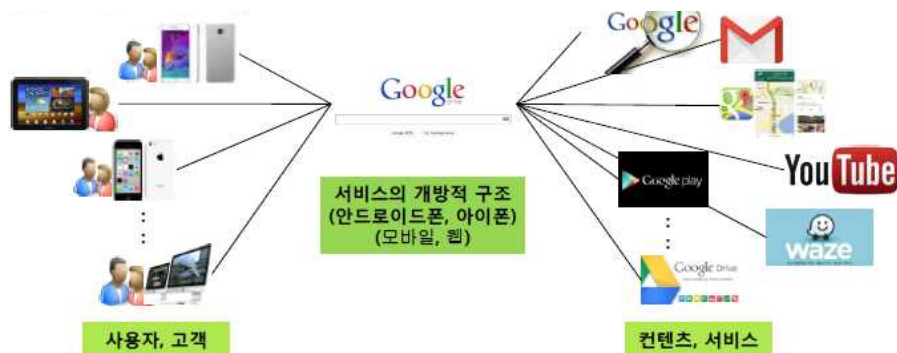 Google
Google
서비스의 개방적 구조
(안드로이드폰, 아이폰)
(모바일, 웹)
Google play
YouTube
waze
Google Drive
사용자, 고객
컨텐츠, 서비스